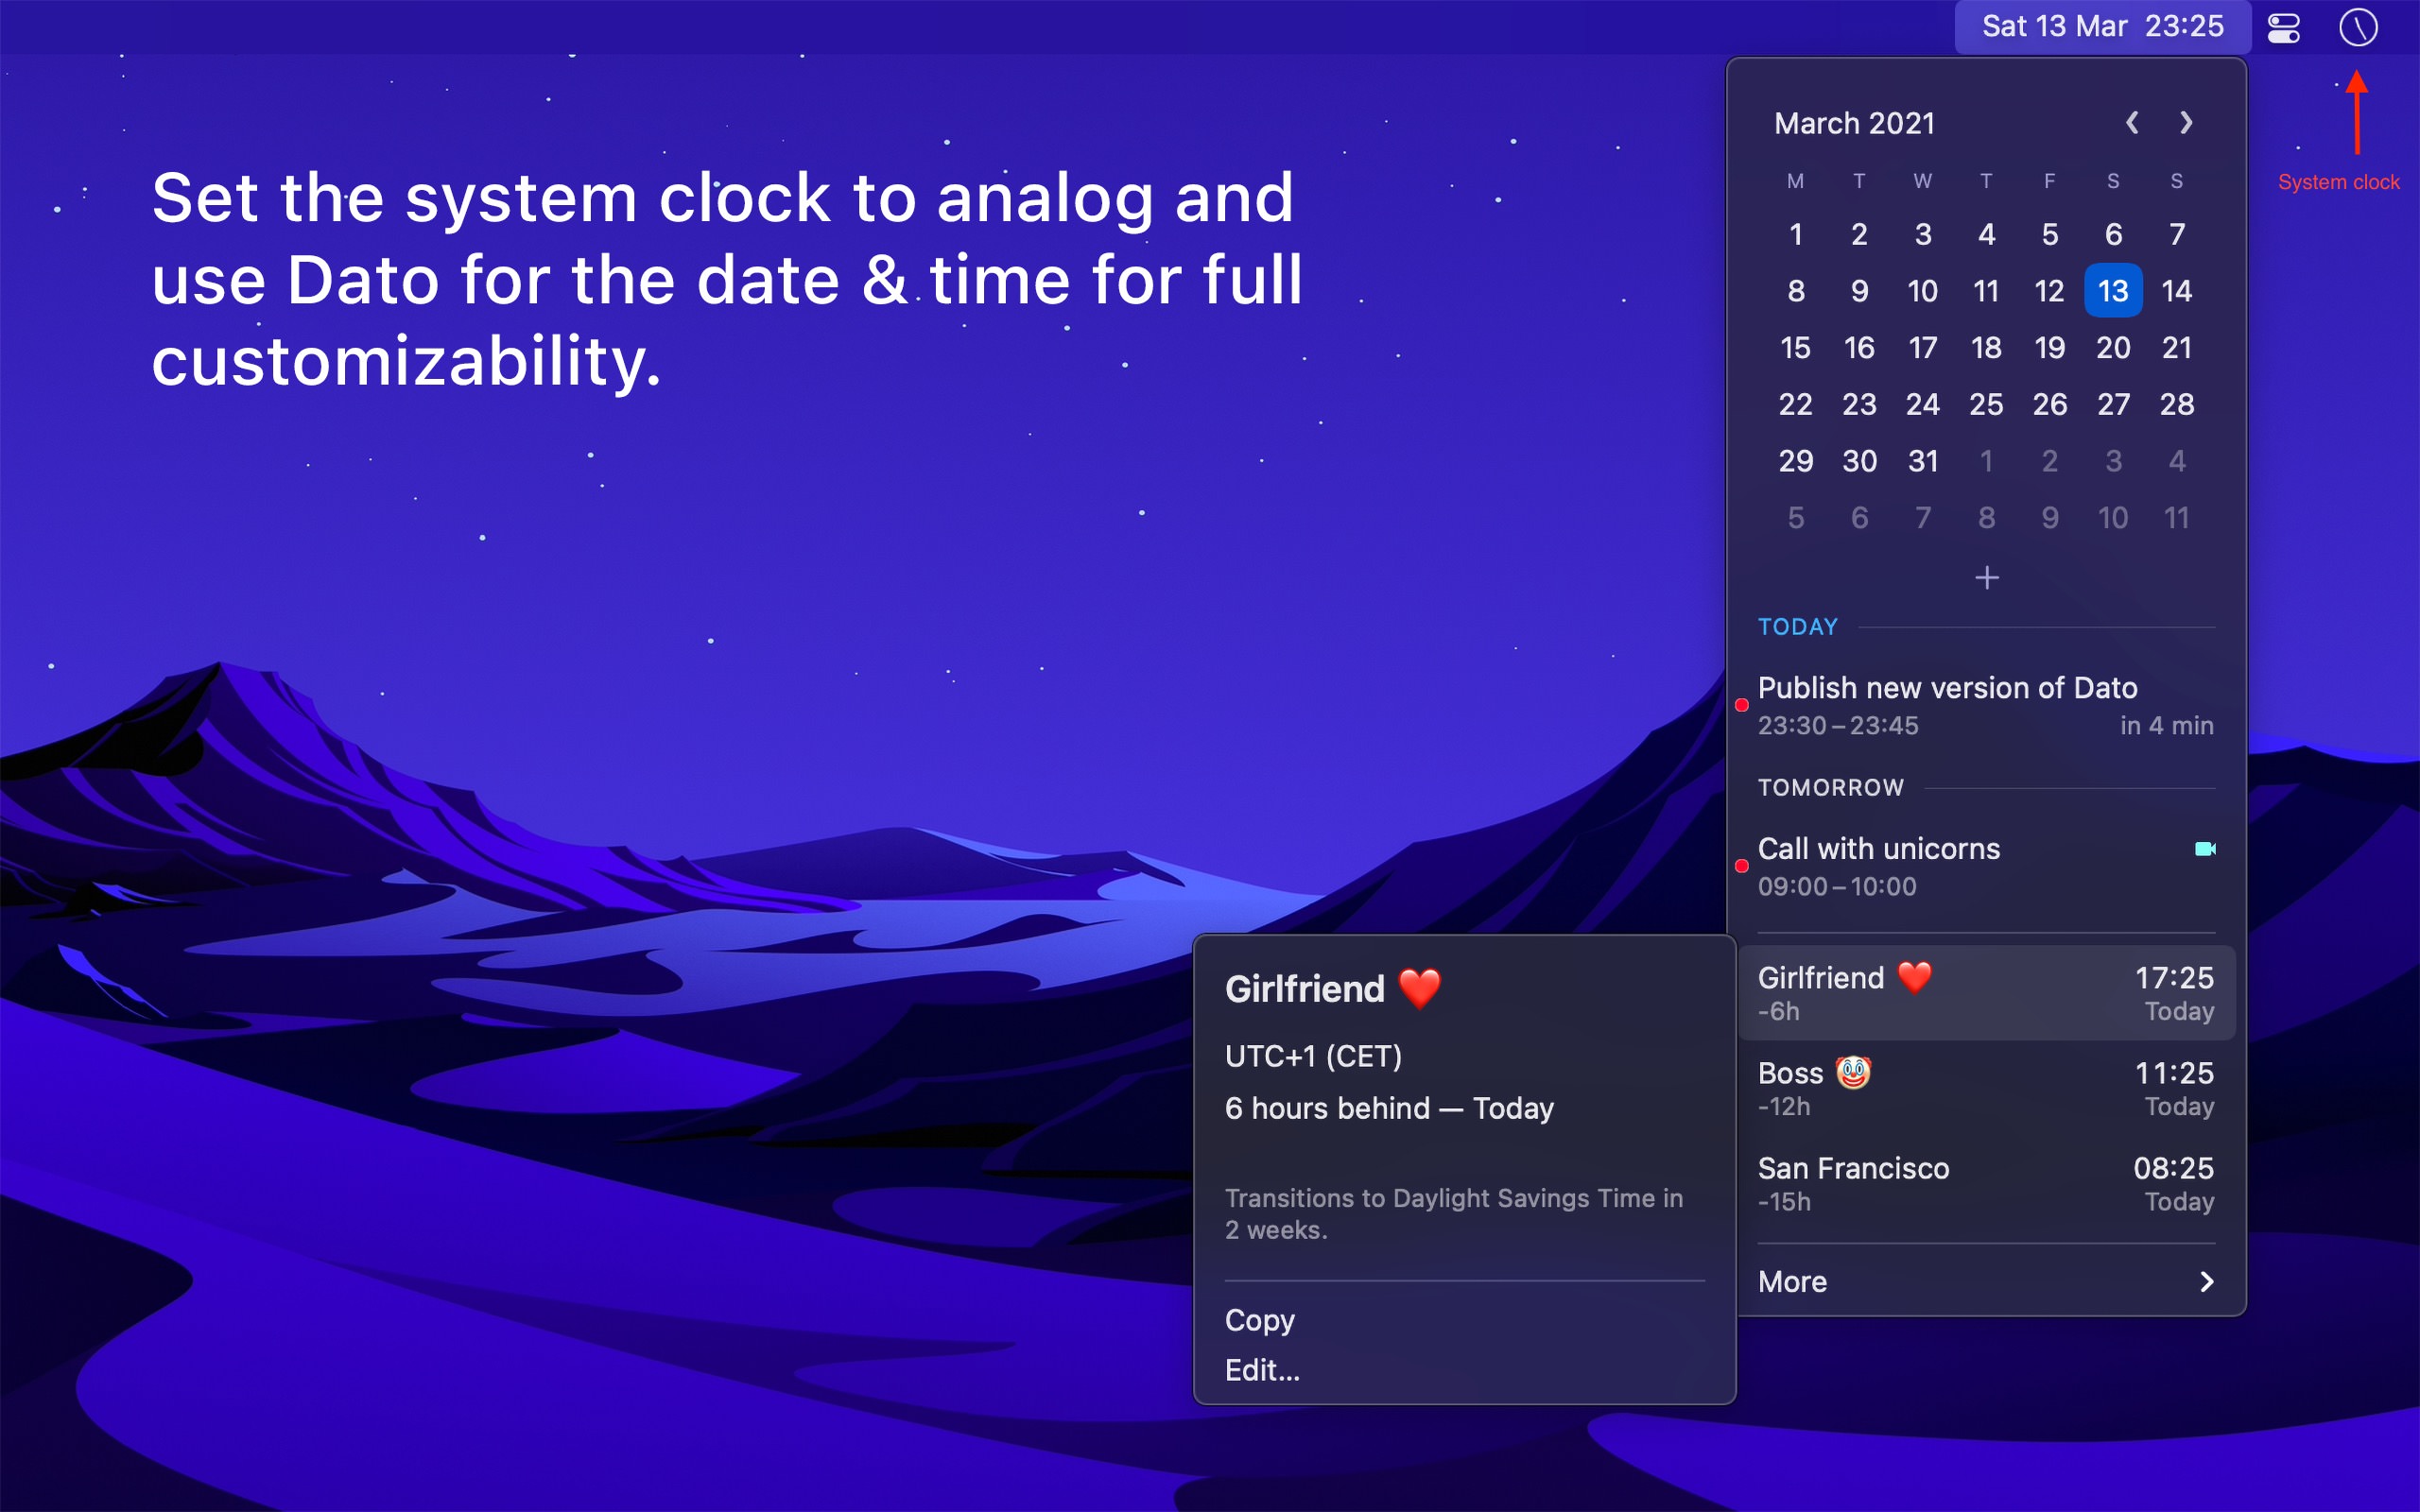 Sat 13 Mar 23:25
Set the system clock to analog and
use Dato for the date & time for full
customizability.
System clock
March 2021
M T W T F S S
1 2 3 4 5 6 7
8 9 10 11 12 13 14
15 16 17 18 19 20 21
22 23 24 25 26 27 28
29 30 31 1 2 3 4
5 6 7 8 9 10 11
TODAY
Publish new version of Dato
23:30 – 23:45 in 4 min
TOMORROW
Call with unicorns
09:00 – 10:00
Girlfriend ❤️ 17:25
-6h Today
Boss 🤡 11:25
-12h Today
San Francisco 08:25
-15h Today
More
Girlfriend ❤️
UTC+1 (CET)
6 hours behind — Today
Transitions to Daylight Savings Time in
2 weeks.
Copy
Edit...